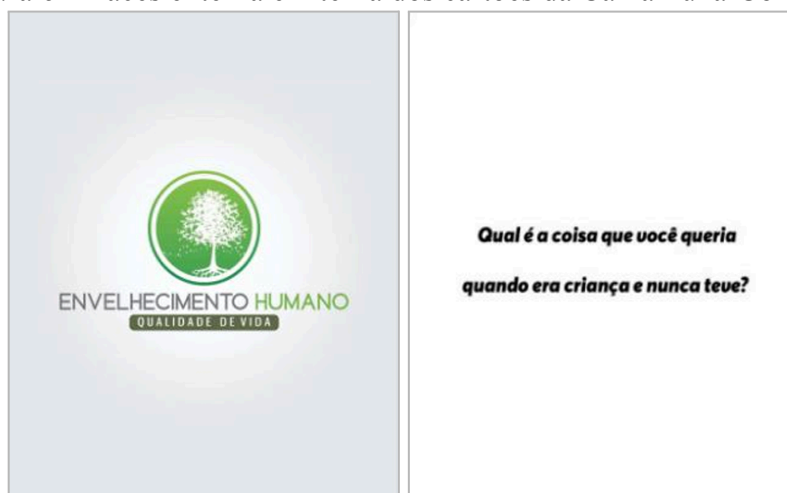 ENVELHECIMENTO HUMANO
QUALIDADE DE VIDA
Qual é a coisa que você queria
quando era criança e nunca teve?